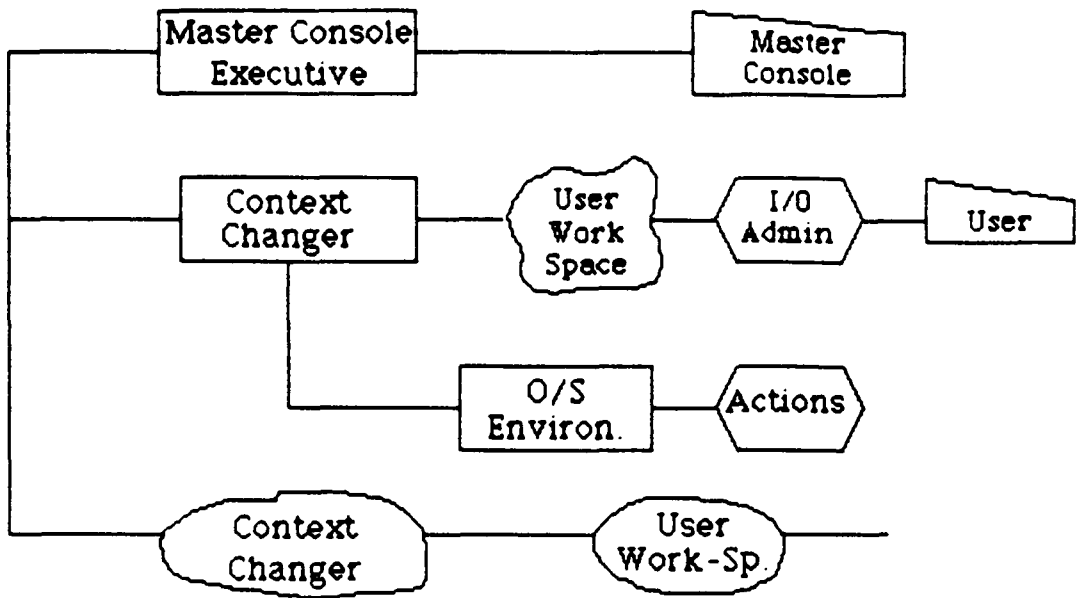 Master Console
Executive
Master
Console
Context
Changer
User
Work
Space
I/O
Admin
User
O/S
Environ.
Actions
Context
Changer
User
Work-Sp.